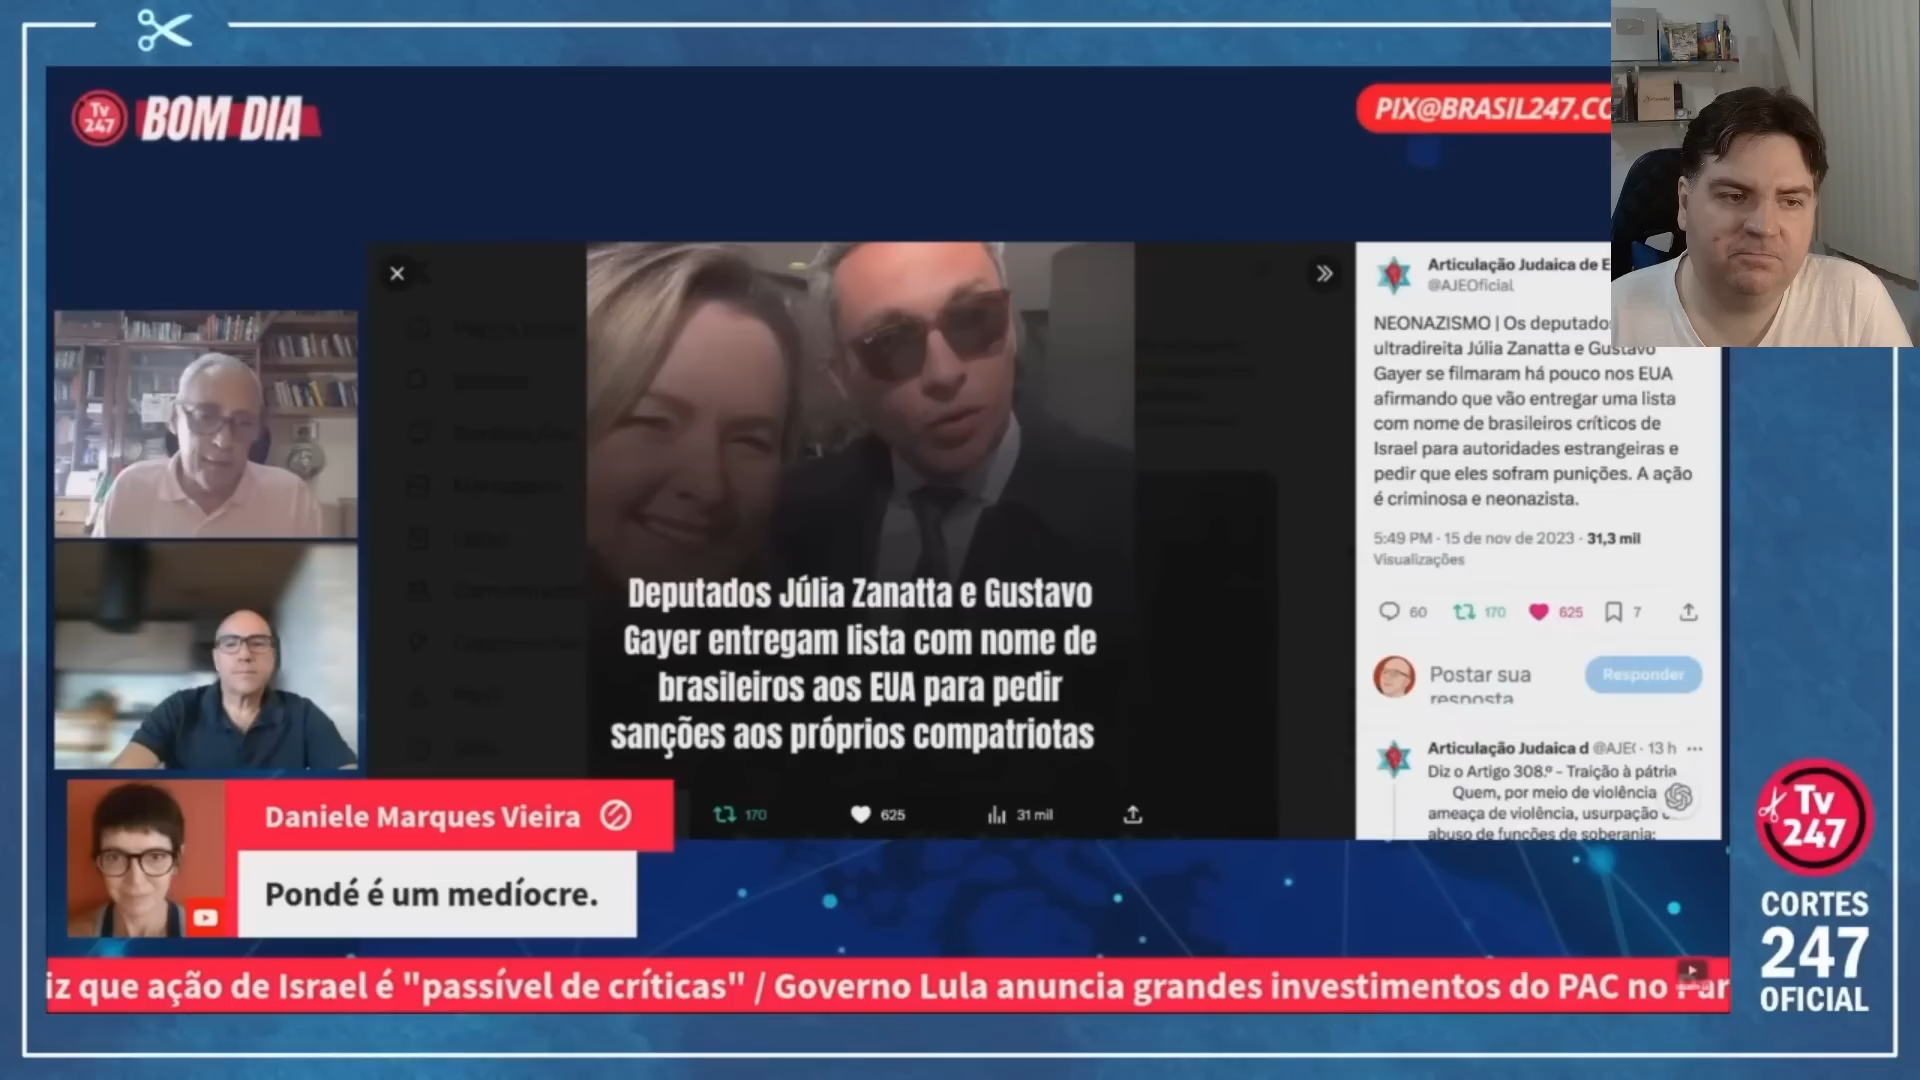 Tv 247
BOM DIA
PIX@BRASIL247.CO
Articulação Judaica de E
@AJEOficial
NEONAZISMO | Os deputados
ultradireita Júlia Zanatta e Gustavo
Gayer se filmaram há pouco nos EUA
afirmando que vão entregar uma lista
com nome de brasileiros críticos de
Israel para autoridades estrangeiras e
pedir que eles sofram punições. A ação
é criminosa e neonazista.
5:49 PM · 15 de nov de 2023 · 31,3 mil
Visualizações
60 170 625 7
Postar sua
resposta
Responder
Articulação Judaica d @AJE( · 13 h
Diz o Artigo 308.º - Traição à pátria
Quem, por meio de violência
ameaça de violência, usurpação
abuso de funções de soberania:
Deputados Júlia Zanatta e Gustavo
Gayer entregam lista com nome de
brasileiros aos EUA para pedir
sanções aos próprios compatriotas
170 625 31 mil
Daniele Marques Vieira
Pondé é um medíocre.
iz que ação de Israel é "passível de críticas" / Governo Lula anuncia grandes investimentos do PAC no Par
Tv
247
CORTES
247
OFICIAL